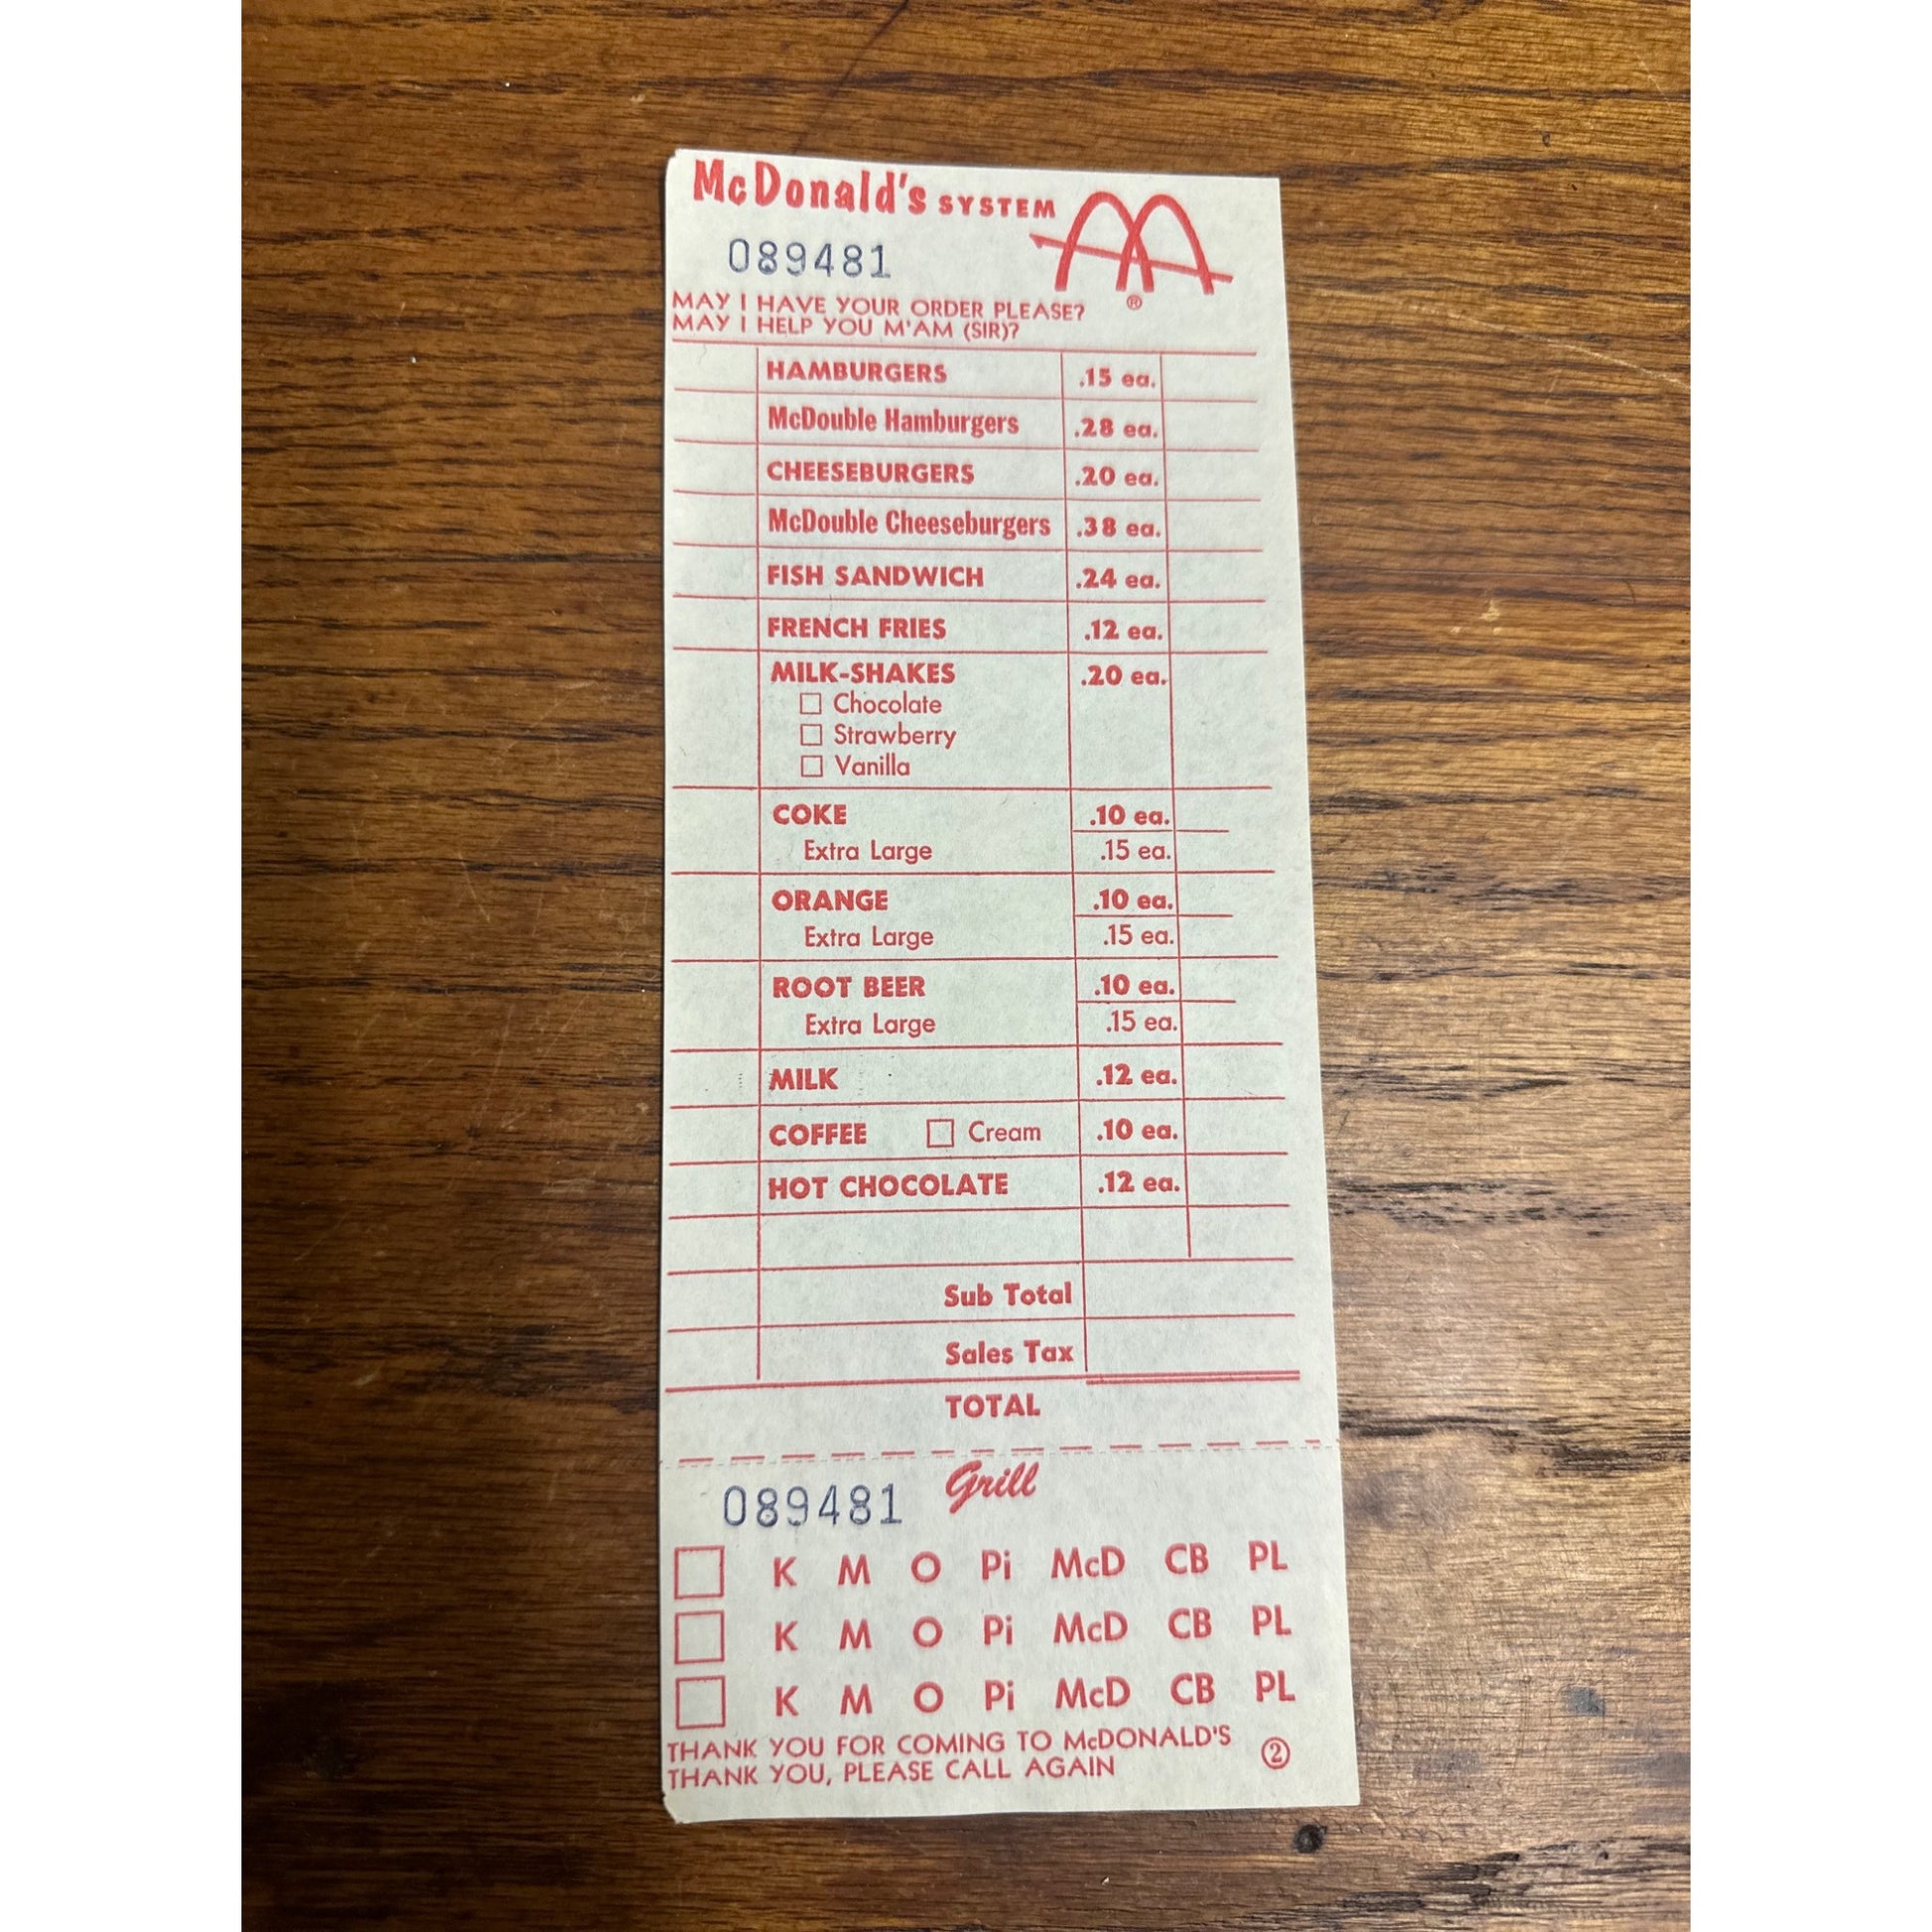 McDonald's SYSTEM
089481
®
MAY I HAVE YOUR ORDER PLEASE?
MAY I HELP YOU M'AM (SIR)?
HAMBURGERS .15 ea.
McDouble Hamburgers .28 ea.
CHEESEBURGERS .20 ea.
McDouble Cheeseburgers .38 ea.
FISH SANDWICH .24 ea.
FRENCH FRIES .12 ea.
MILK-SHAKES .20 ea.
Chocolate
Strawberry
Vanilla
COKE .10 ea.
Extra Large .15 ea.
ORANGE .10 ea.
Extra Large .15 ea.
ROOT BEER .10 ea.
Extra Large .15 ea.
MILK .12 ea.
COFFEE Cream .10 ea.
HOT CHOCOLATE .12 ea.
Sub Total
Sales Tax
TOTAL
089481 Grill
K M O Pi McD CB PL
K M O Pi McD CB PL
K M O Pi McD CB PL
THANK YOU FOR COMING TO McDONALD'S
THANK YOU, PLEASE CALL AGAIN ②